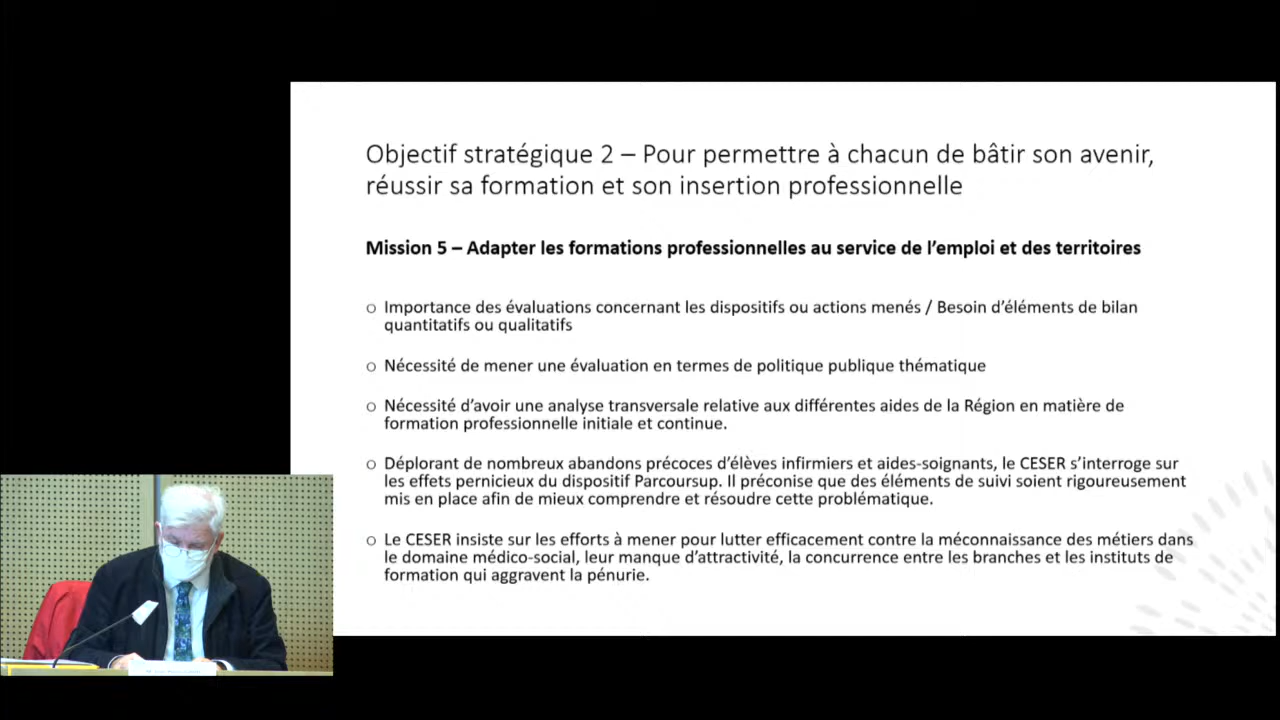 Objectif stratégique 2 – Pour permettre à chacun de bâtir son avenir,
réussir sa formation et son insertion professionnelle
Mission 5 – Adapter les formations professionnelles au service de l’emploi et des territoires
o Importance des évaluations concernant les dispositifs ou actions menés / Besoin d’éléments de bilan
quantitatifs ou qualitatifs
o Nécessité de mener une évaluation en termes de politique publique thématique
o Nécessité d’avoir une analyse transversale relative aux différentes aides de la Région en matière de
formation professionnelle initiale et continue.
o Déplorant de nombreux abandons précoces d’élèves infirmiers et aides-soignants, le CESER s’interroge sur
les effets pernicieux du dispositif Parcoursup. Il préconise que des éléments de suivi soient rigoureusement
mis en place afin de mieux comprendre et résoudre cette problématique.
o Le CESER insiste sur les efforts à mener pour lutter efficacement contre la méconnaissance des métiers dans
le domaine médico-social, leur manque d’attractivité, la concurrence entre les branches et les instituts de
formation qui aggravent la pénurie.